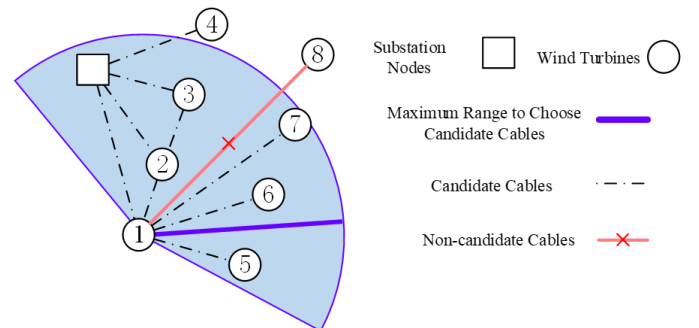 4
8
3
7
2
6
1
5
Substation
Nodes
Wind Turbines
Maximum Range to Choose
Candidate Cables
Candidate Cables
Non-candidate Cables